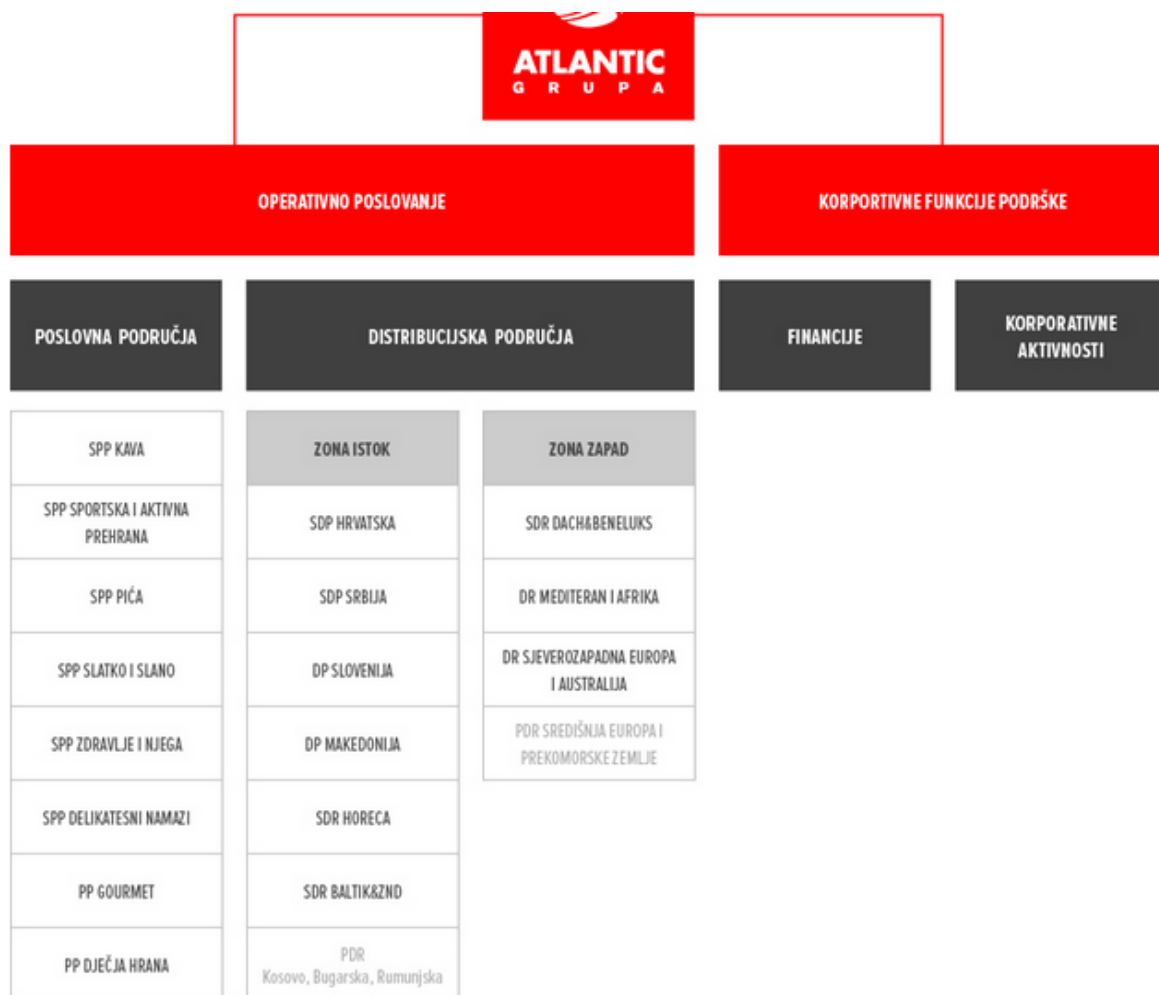 ATLANTIC
GRUPA
OPERATIVNO POSLOVANJE
KORPORTIVNE FUNKCIJE PODRŠKE
POSLOVNA PODRUČJA
DISTRIBUCIJSKA PODRUČJA
FINANCIJE
KORPORATIVNE
AKTIVNOSTI
SPP KAVA
SPP SPORTSKA I AKTIVNA
PREHRANA
SPP PIĆA
SPP SLATKO I SLANO
SPP ZDRAVLJE I NJEGA
SPP DELIKATESNI NAMAZI
PP GOURMET
PP DJEČJA HRANA
ZONA ISTOK
SDP HRVATSKA
SDP SRBIJA
DP SLOVENIJA
DP MAKEDONIJA
SDR HORECA
SDR BALTIK&ZND
PDR
Kosovo, Bugarska, Rumunjska
ZONA ZAPAD
SDR DACH&BENELUKS
DR MEDITERAN I AFRIKA
DR SJEVEROZAPADNA EUROPA
I AUSTRALIJA
PDR SREDIŠNJA EUROPA I
PREKOMORSKE ZEMLJE